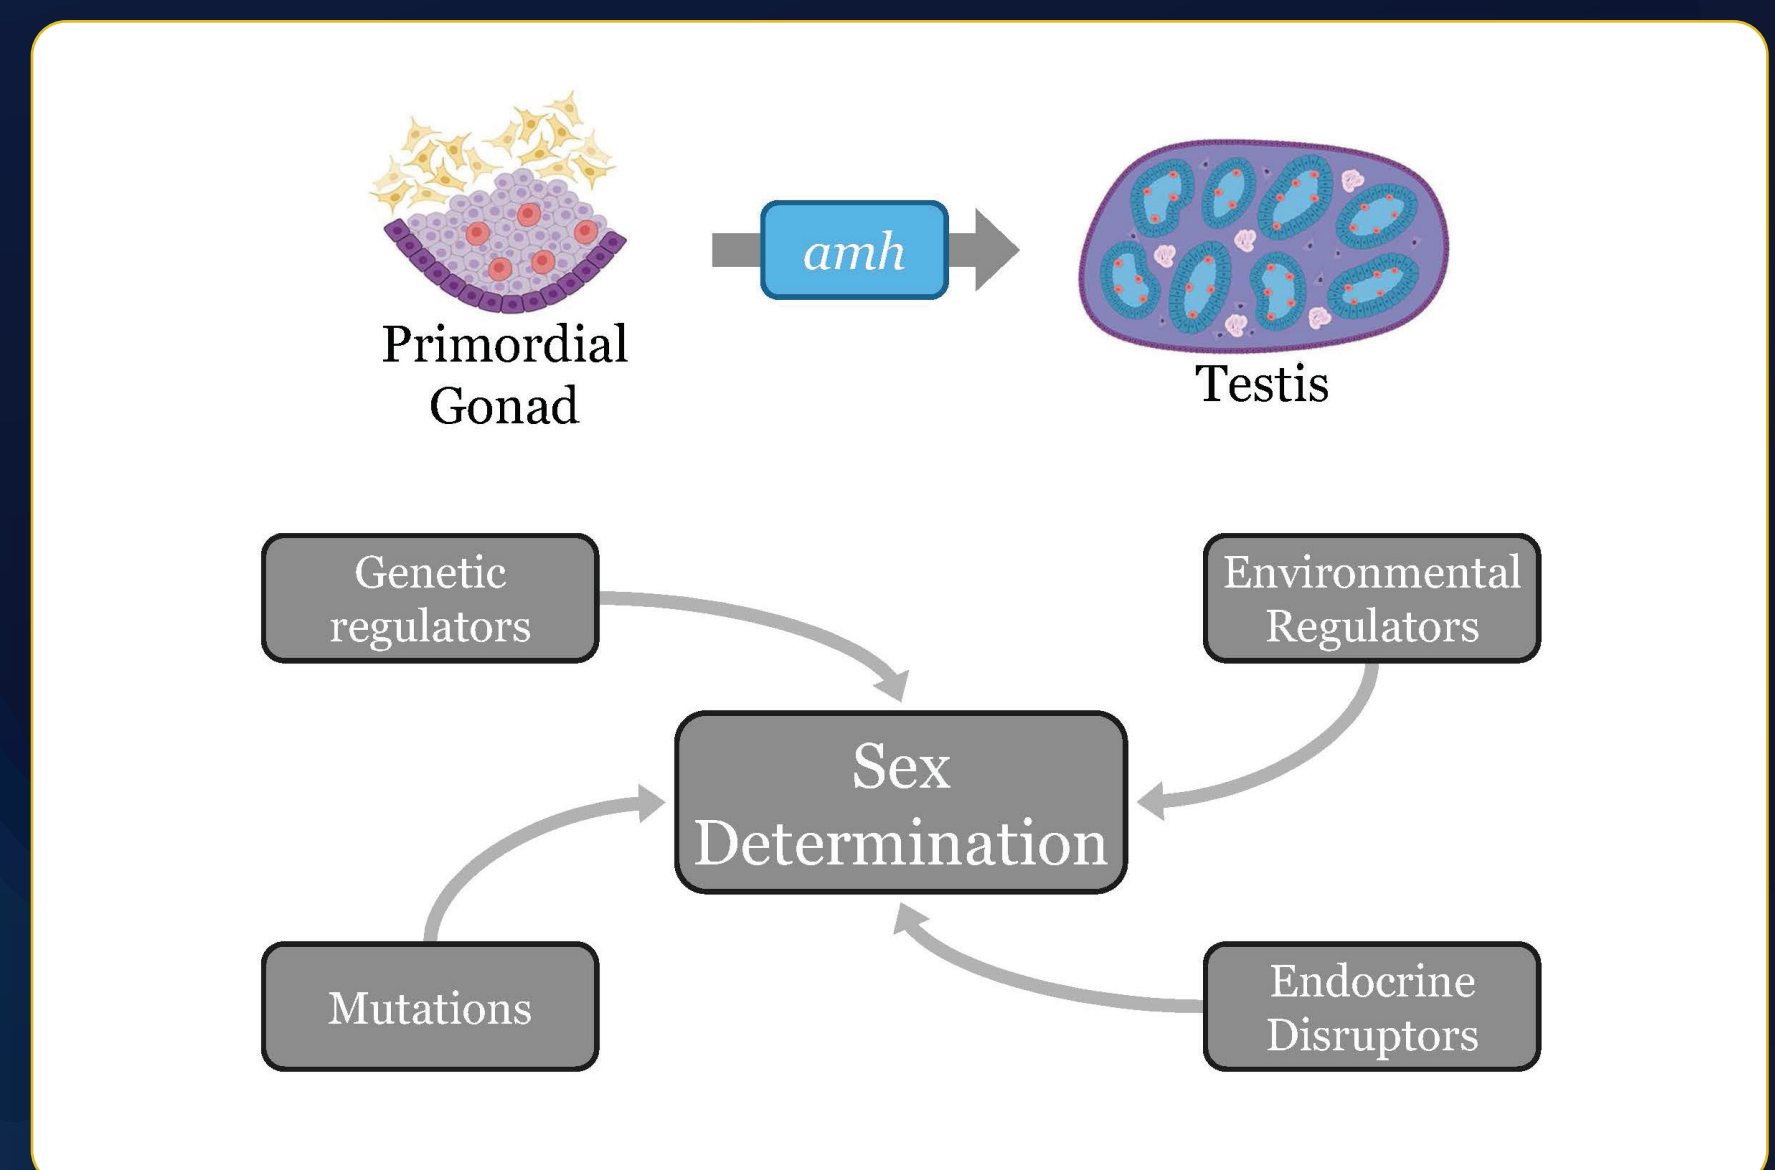 amh
Primordial
Gonad
Testis
Genetic
regulators
Environmental
Regulators
Sex
Determination
Mutations
Endocrine
Disruptors